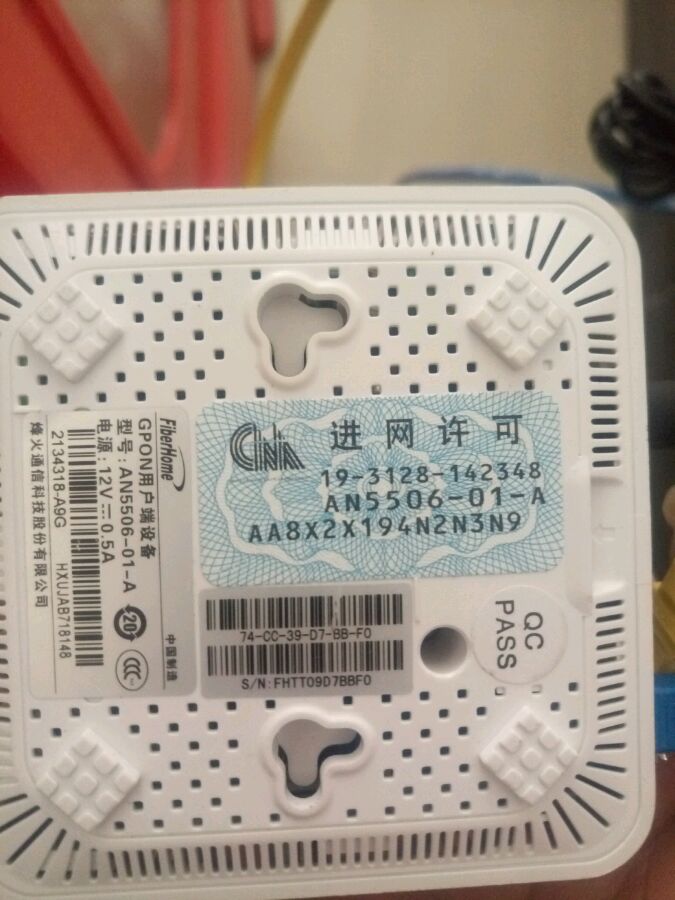 FiberHome
GPON用户端设备
型号:AN5506-01-A
电源:12V⎓0.5A
2134318-A9G
HXUJAB718148
烽火通信科技股份有限公司
20
CCC
中国制造
CNA
进网许可
19-3128-142348
AN5506-01-A
AA8X2X194N2N3N9
74-CC-39-D7-BB-F0
S/N:FHTT09D7BBF0
QC
PASS